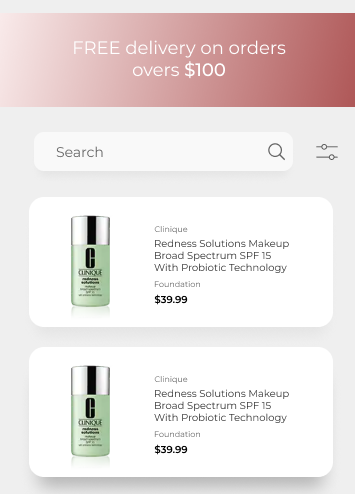 FREE delivery on orders
overs $100
Search
Clinique
Redness Solutions Makeup
Broad Spectrum SPF 15
With Probiotic Technology
Foundation
$39.99
CLINIQUE
redness
solutions
makeup
Clinique
Redness Solutions Makeup
Broad Spectrum SPF 15
With Probiotic Technology
Foundation
$39.99
CLINIQUE
redness
solutions
makeup